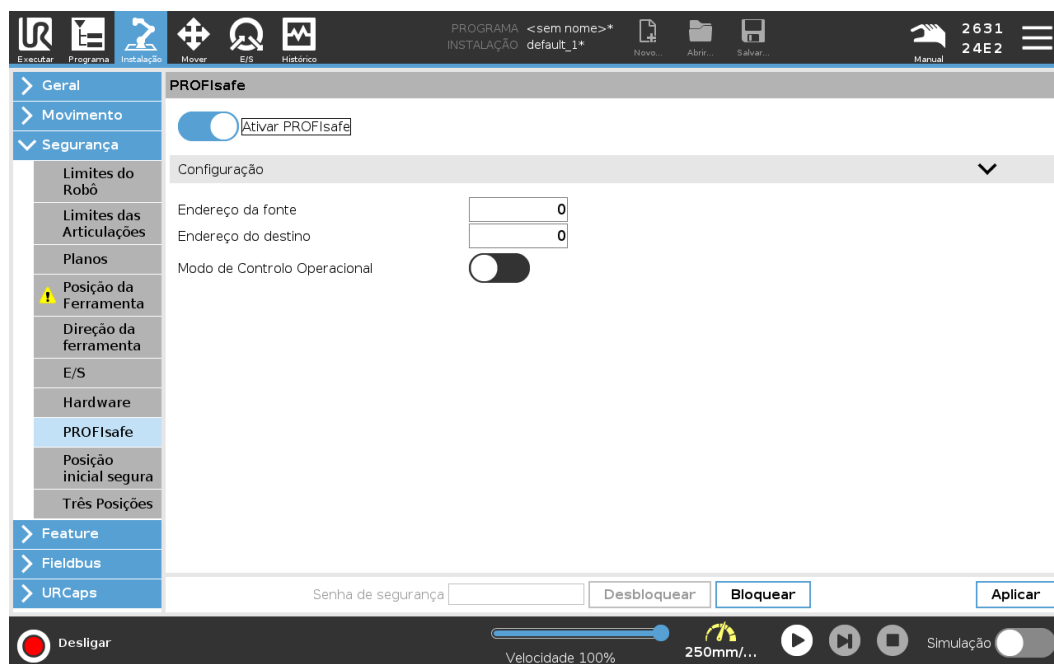 UR
Executar
Programa
Instalação
Mover
E/S
Histórico
PROGRAMA <sem nome>*
INSTALAÇÃO default_1*
Novo...
Abrir...
Salvar...
Manual
2631
24E2
Geral
Movimento
Segurança
Limites do
Robô
Limites das
Articulações
Planos
Posição da
Ferramenta
Direção da
ferramenta
E/S
Hardware
PROFIsafe
Posição
inicial segura
Três Posições
Feature
Fieldbus
URCaps
PROFIsafe
Ativar PROFIsafe
Configuração
Endereço da fonte 0
Endereço do destino 0
Modo de Controlo Operacional
Senha de segurança
Desbloquear
Bloquear
Aplicar
Desligar
Velocidade 100%
250mm/...
Simulação